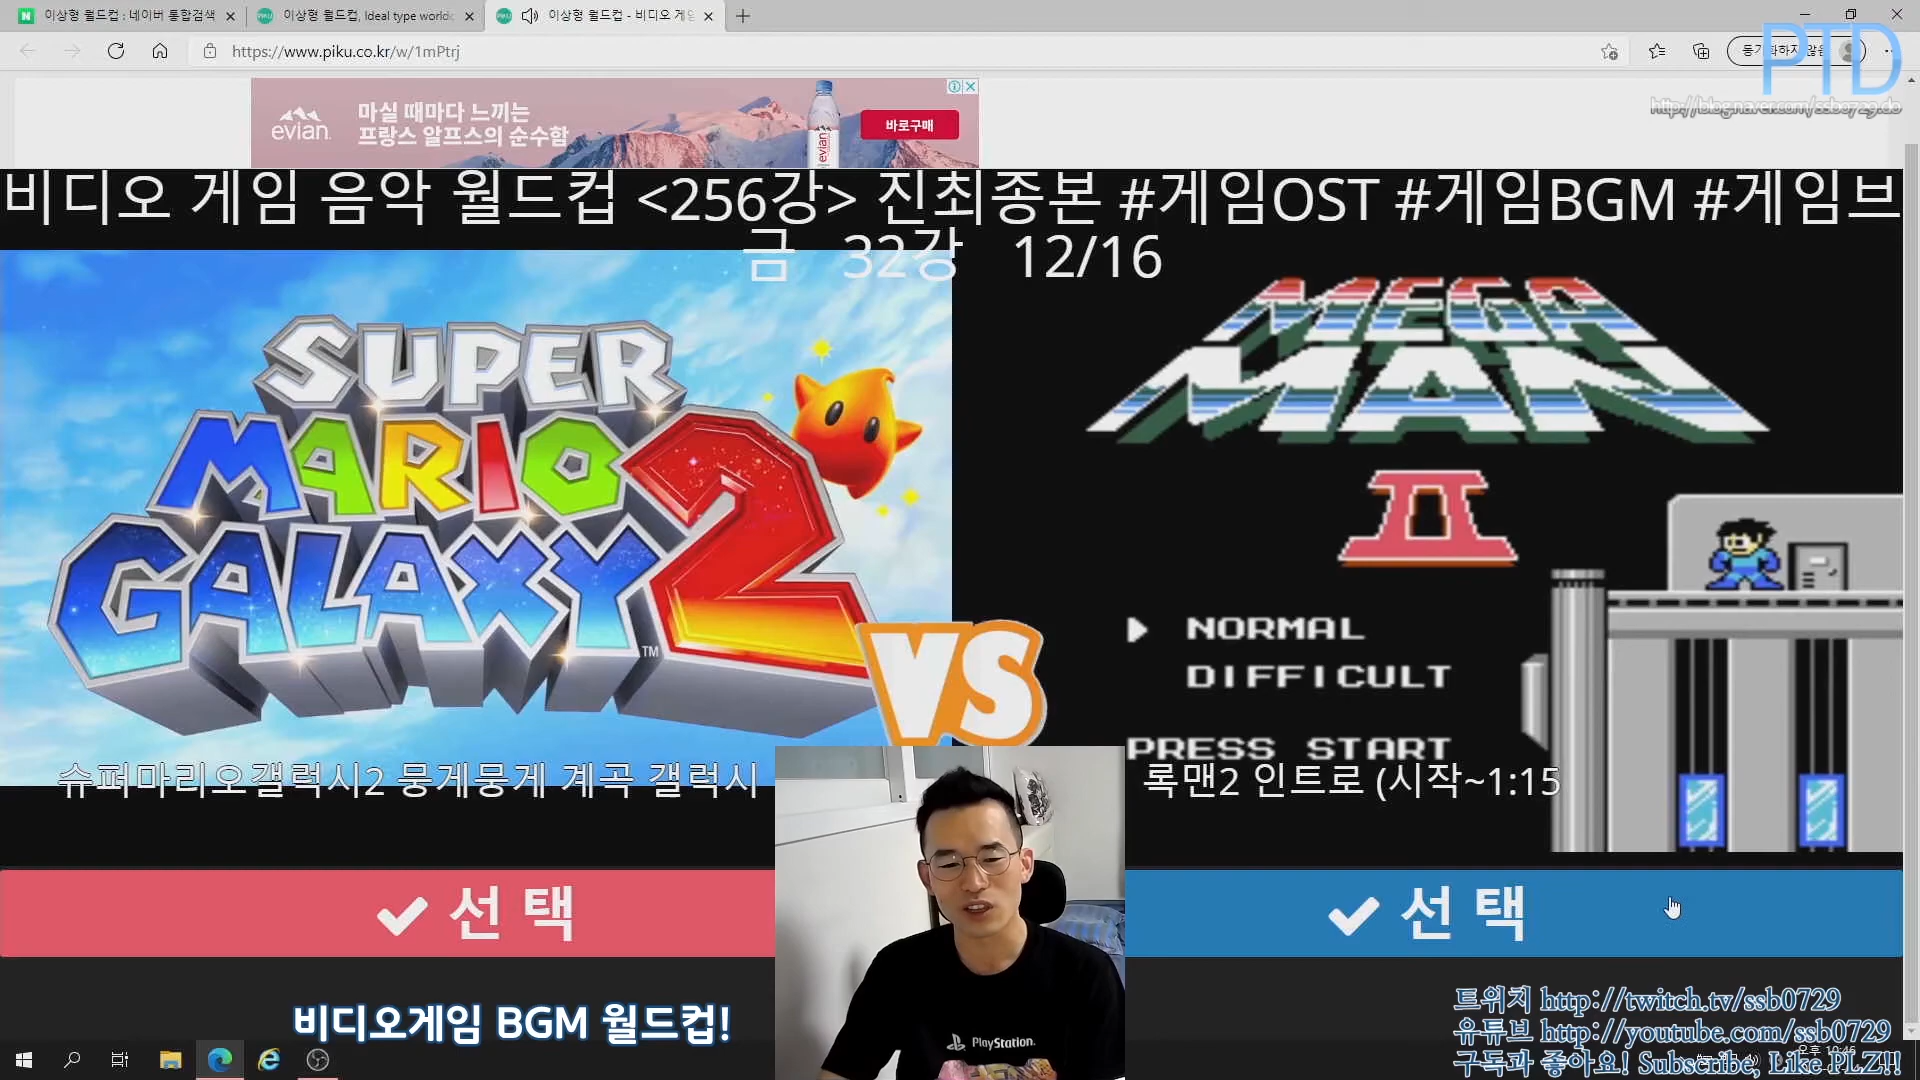 이상형 월드컵 : 네이버 통합검색
이상형 월드컵, Ideal type worldc
이상형 월드컵 - 비디오 게임
https://www.piku.co.kr/w/1mPtrj
PTD
http://blog.naver.com/ssb0729.do
evian.
마실 때마다 느끼는
프랑스 알프스의 순수함
evian
바로구매
비디오 게임 음악 월드컵 <256강> 진최종본 #게임OST #게임BGM #게임브
금 32강 12/16
SUPER
MARIO
GALAXY 2
TM
MEGA
MAN
II
NORMAL
DIFFICULT
PRESS START
VS
슈퍼마리오갤럭시2 뭉게뭉게 계곡 갤럭시
록맨2 인트로 (시작~1:15
선 택
선 택
PlayStation.
비디오게임 BGM 월드컵!
트위치 http://twitch.tv/ssb0729
유튜브 http://youtube.com/ssb0729
구독과 좋아요! Subscribe, Like PLZ!!